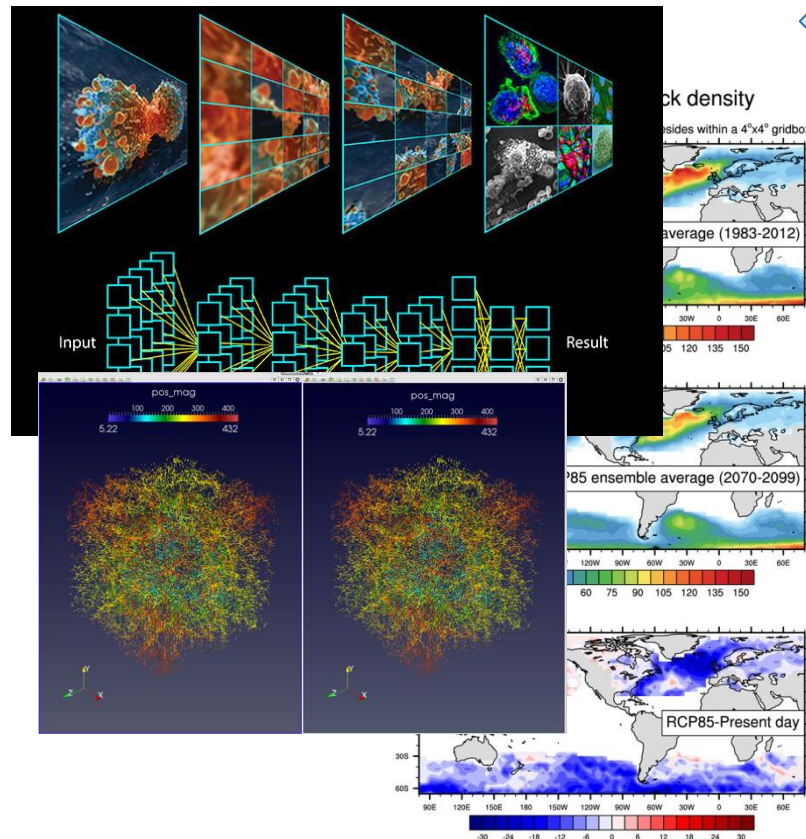 ck density
esides within a 4°x4° gridbo
average (1983-2012)
30W 0 30E 60E
105 120 135 150
Input
Result
pos_mag
100 200 300 400
5.22 432
pos_mag
100 200 300 400
5.22 432
Y
Z X
Y
Z X
P85 ensemble average (2070-2099)
120W 90W 60W 30W 0 30E 60E
60 75 90 105 120 135 150
RCP85-Present day
30S
60S
90E 120E 150E 180 150W 120W 90W 60W 30W 0 30E 60E
-30 -24 -18 -12 -6 0 6 12 18 24 30